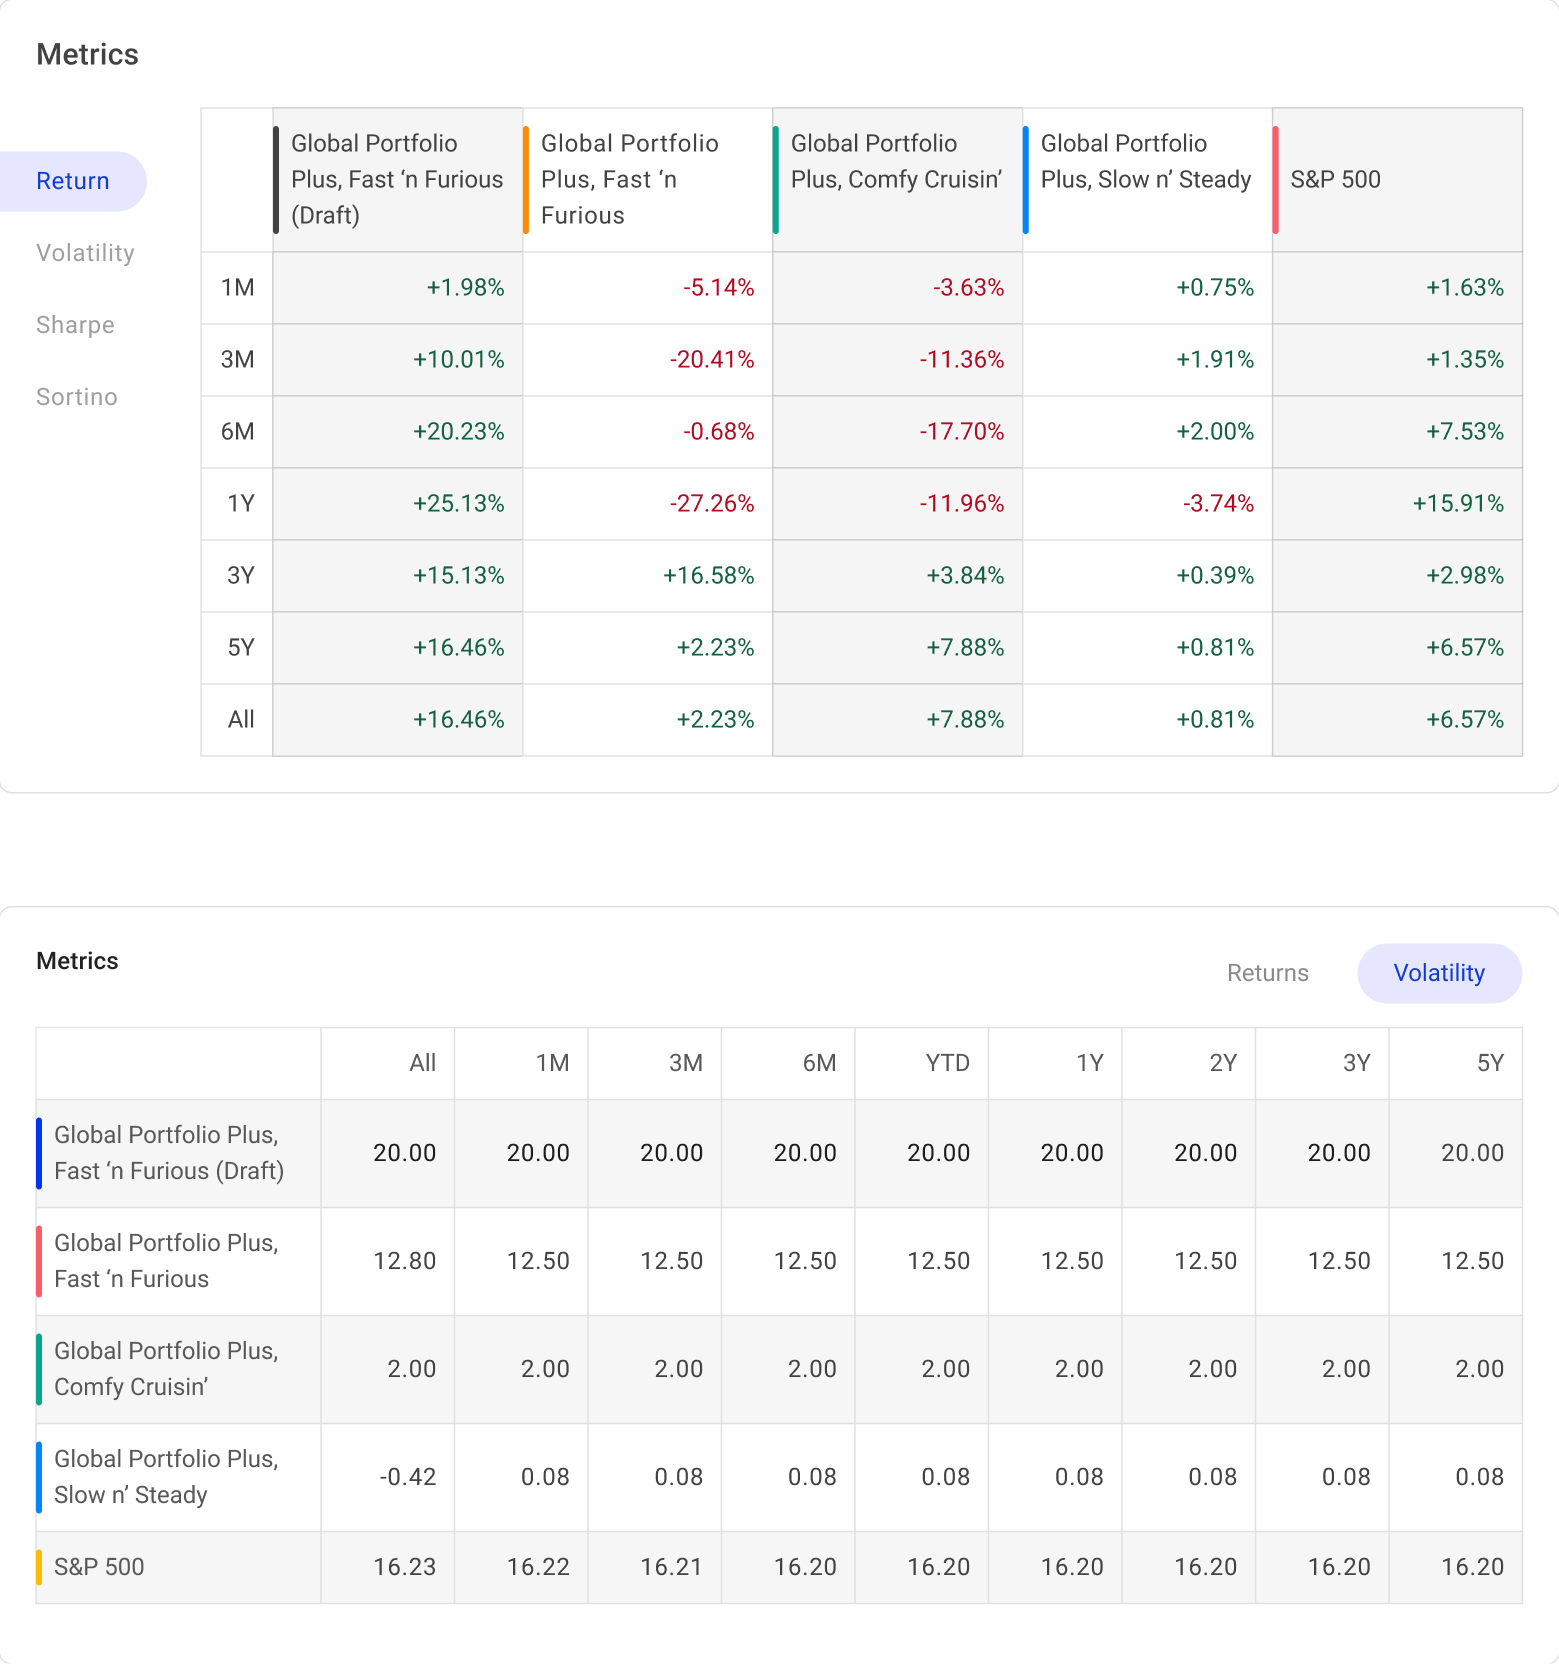 Metrics
Return
Volatility
Sharpe
Sortino
Global Portfolio
Plus, Fast ‘n Furious
(Draft)
Global Portfolio
Plus, Fast ‘n
Furious
Global Portfolio
Plus, Comfy Cruisin’
Global Portfolio
Plus, Slow n’ Steady
S&P 500
1M +1.98% -5.14% -3.63% +0.75% +1.63%
3M +10.01% -20.41% -11.36% +1.91% +1.35%
6M +20.23% -0.68% -17.70% +2.00% +7.53%
1Y +25.13% -27.26% -11.96% -3.74% +15.91%
3Y +15.13% +16.58% +3.84% +0.39% +2.98%
5Y +16.46% +2.23% +7.88% +0.81% +6.57%
All +16.46% +2.23% +7.88% +0.81% +6.57%
Metrics
Returns Volatility
All 1M 3M 6M YTD 1Y 2Y 3Y 5Y
Global Portfolio Plus,
Fast ‘n Furious (Draft)
20.00 20.00 20.00 20.00 20.00 20.00 20.00 20.00 20.00
Global Portfolio Plus,
Fast ‘n Furious
12.80 12.50 12.50 12.50 12.50 12.50 12.50 12.50 12.50
Global Portfolio Plus,
Comfy Cruisin’
2.00 2.00 2.00 2.00 2.00 2.00 2.00 2.00 2.00
Global Portfolio Plus,
Slow n’ Steady
-0.42 0.08 0.08 0.08 0.08 0.08 0.08 0.08 0.08
S&P 500 16.23 16.22 16.21 16.20 16.20 16.20 16.20 16.20 16.20